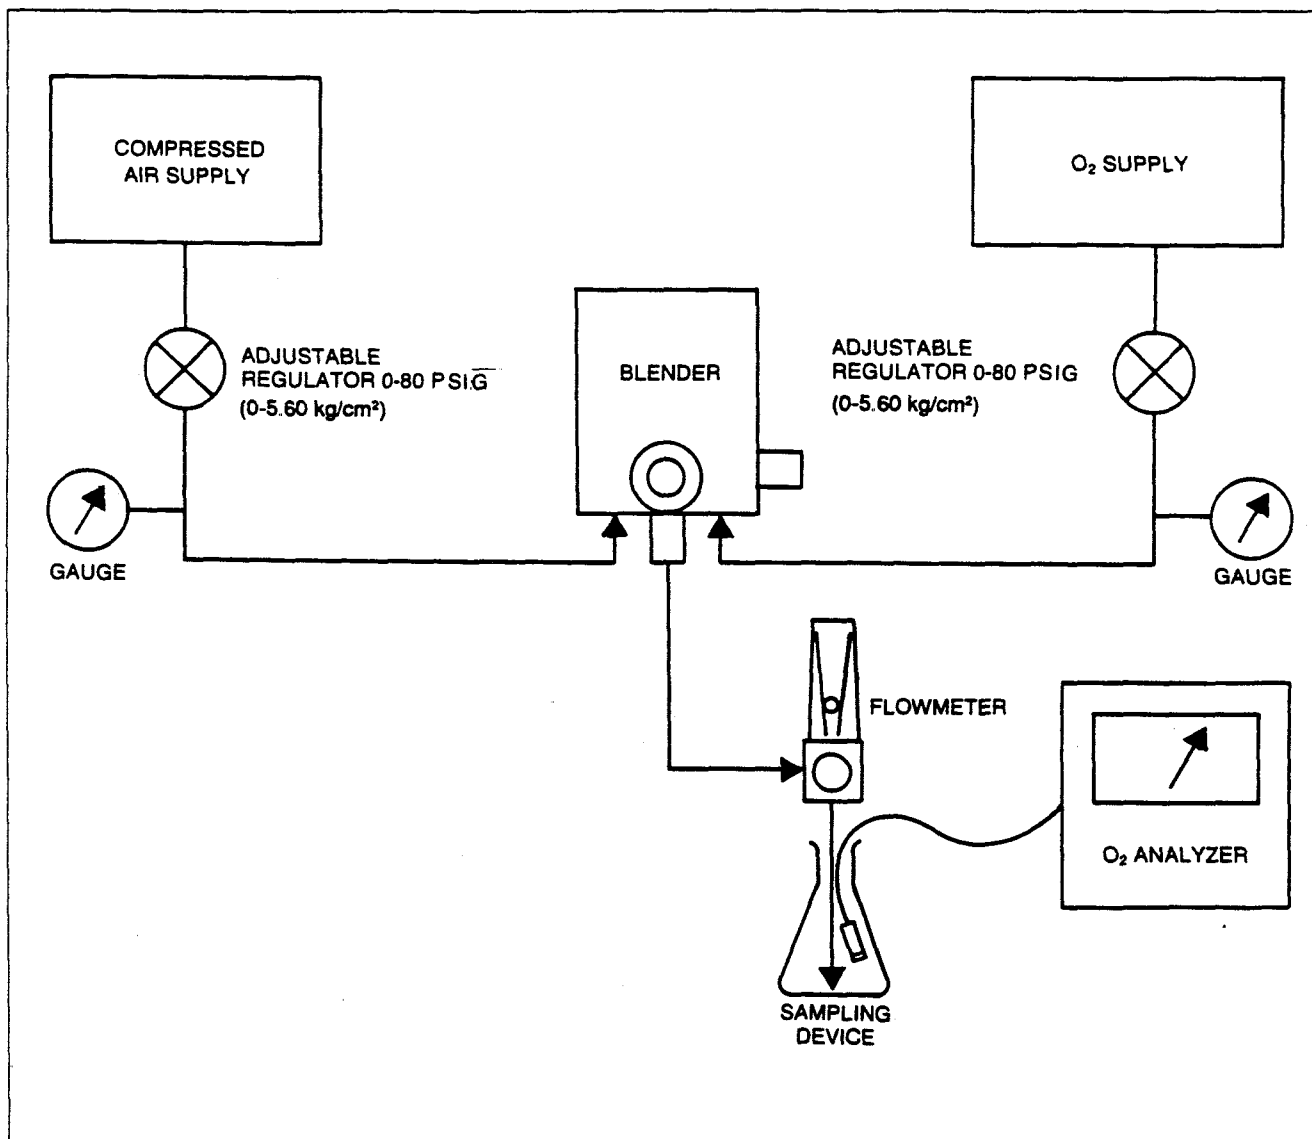 COMPRESSED
AIR SUPPLY
O₂ SUPPLY
ADJUSTABLE
REGULATOR 0-80 PSIG
(0-5.60 kg/cm²)
BLENDER
ADJUSTABLE
REGULATOR 0-80 PSIG
(0-5.60 kg/cm²)
GAUGE
GAUGE
FLOWMETER
O₂ ANALYZER
SAMPLING
DEVICE